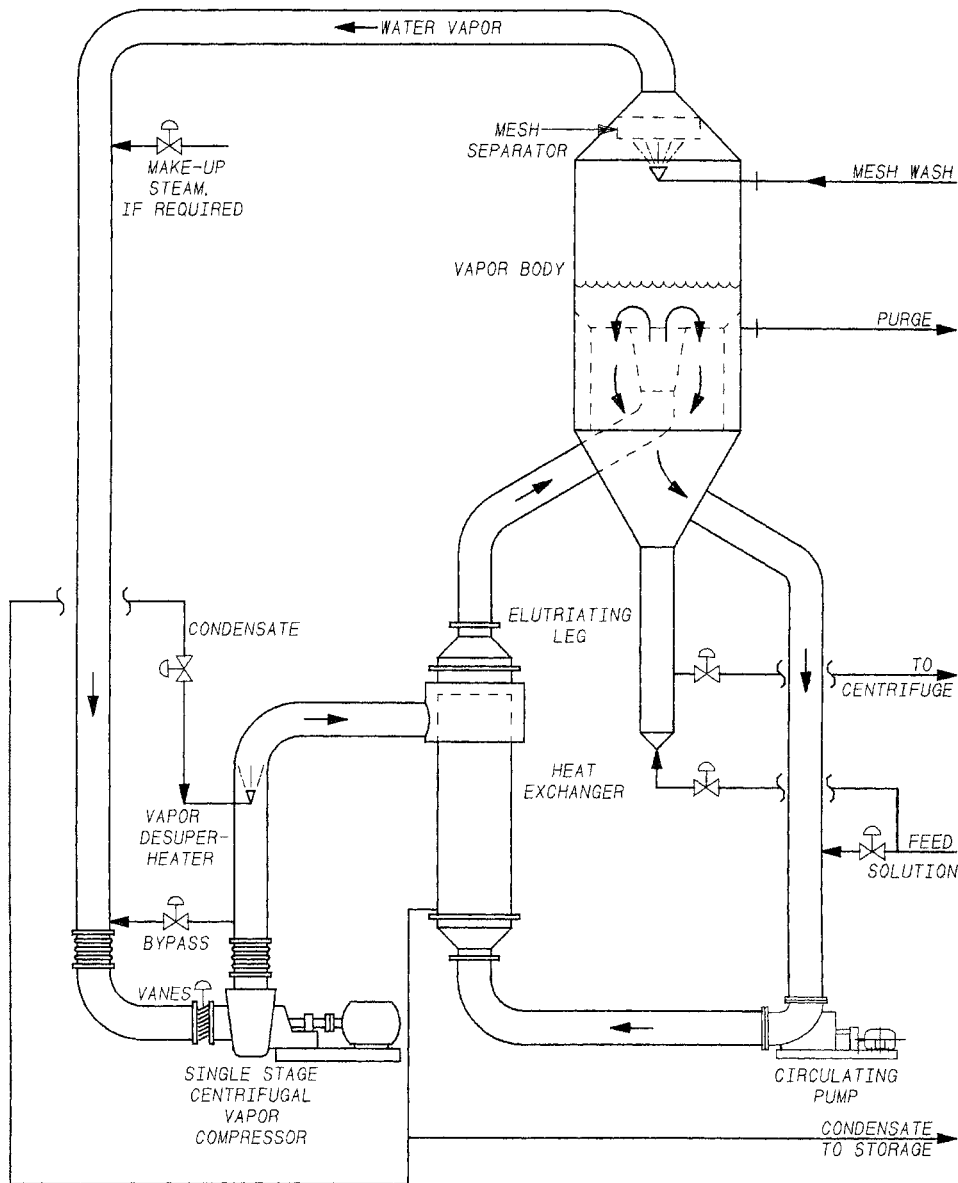 WATER VAPOR
MESH
SEPARATOR
MAKE-UP
STEAM,
IF REQUIRED
MESH WASH
VAPOR BODY
PURGE
CONDENSATE
ELUTRIATING
LEG
TO
CENTRIFUGE
HEAT
EXCHANGER
VAPOR
DESUPER-
HEATER
FEED
SOLUTION
BYPASS
VANES
SINGLE STAGE
CENTRIFUGAL
VAPOR
COMPRESSOR
CIRCULATING
PUMP
CONDENSATE
TO STORAGE